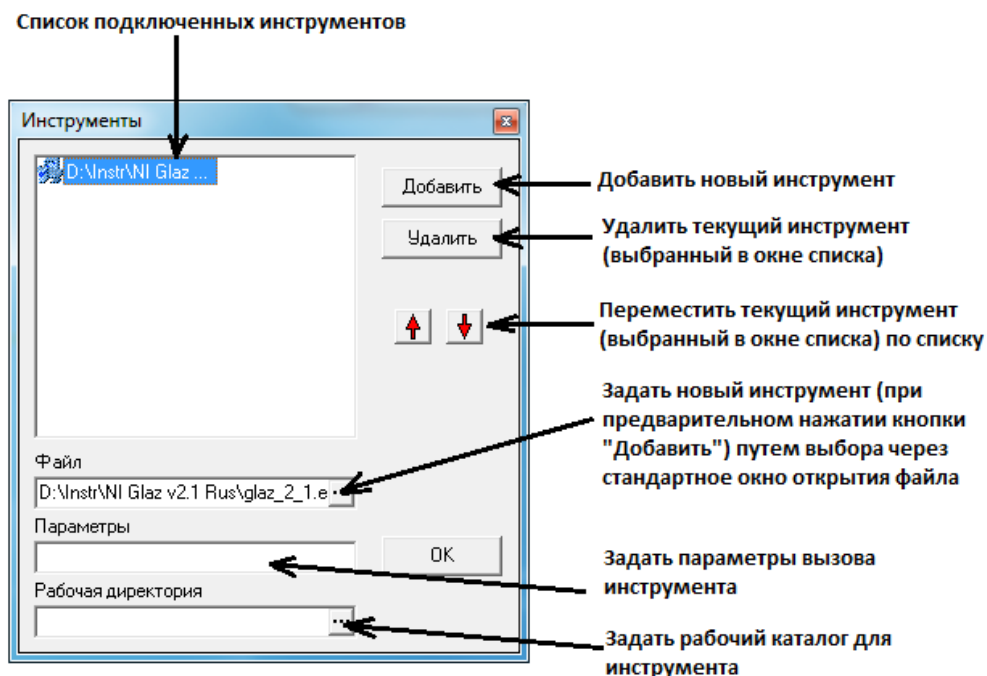 Список подключенных инструментов
Инструменты
D:\Instr\NI Glaz ...
Добавить
Добавить новый инструмент
Удалить
Удалить текущий инструмент
(выбранный в окне списка)
Переместить текущий инструмент
(выбранный в окне списка) по списку
Задать новый инструмент (при
предварительном нажатии кнопки
"Добавить") путем выбора через
стандартное окно открытия файла
Файл
D:\Instr\NI Glaz v2.1 Rus\glaz_2_1.e
Параметры
OK
Задать параметры вызова
инструмента
Рабочая директория
Задать рабочий каталог для
инструмента